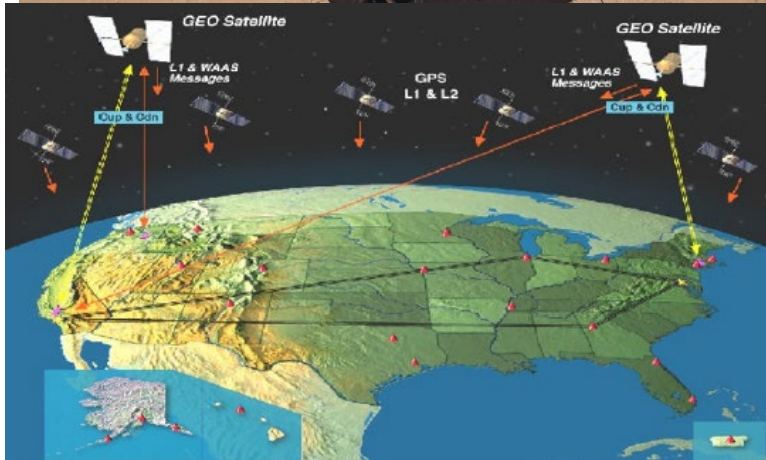 GEO Satellite
GEO Satellite
L1 & WAAS
Messages
GPS
L1 & L2
L1 & WAAS
Messages
Cup & Cdn
Cup & Cdn